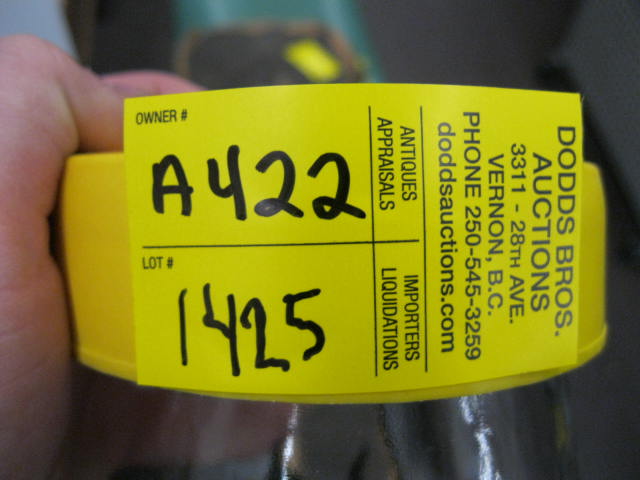 OWNER #
A422
LOT #
1425
ANTIQUES
APPRAISALS
IMPORTERS
LIQUIDATIONS
DODDS BROS.
AUCTIONS
3311 - 28TH AVE.
VERNON, B.C.
PHONE 250-545-3259
doddsauctions.com